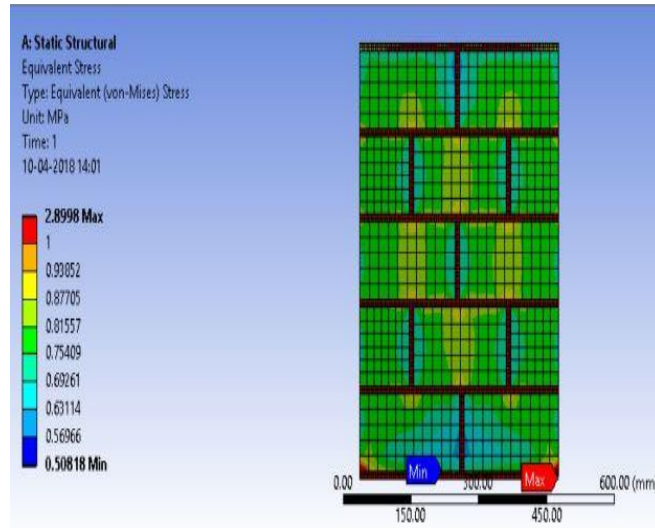 A: Static Structural
Equivalent Stress
Type: Equivalent (von-Mises) Stress
Unit: MPa
Time: 1
10-04-2018 14:01
2.8998 Max
1
0.93852
0.87705
0.81557
0.75409
0.69261
0.63114
0.56966
0.50818 Min
Min
Max
0.00 300.00 600.00 (mm
150.00 450.00